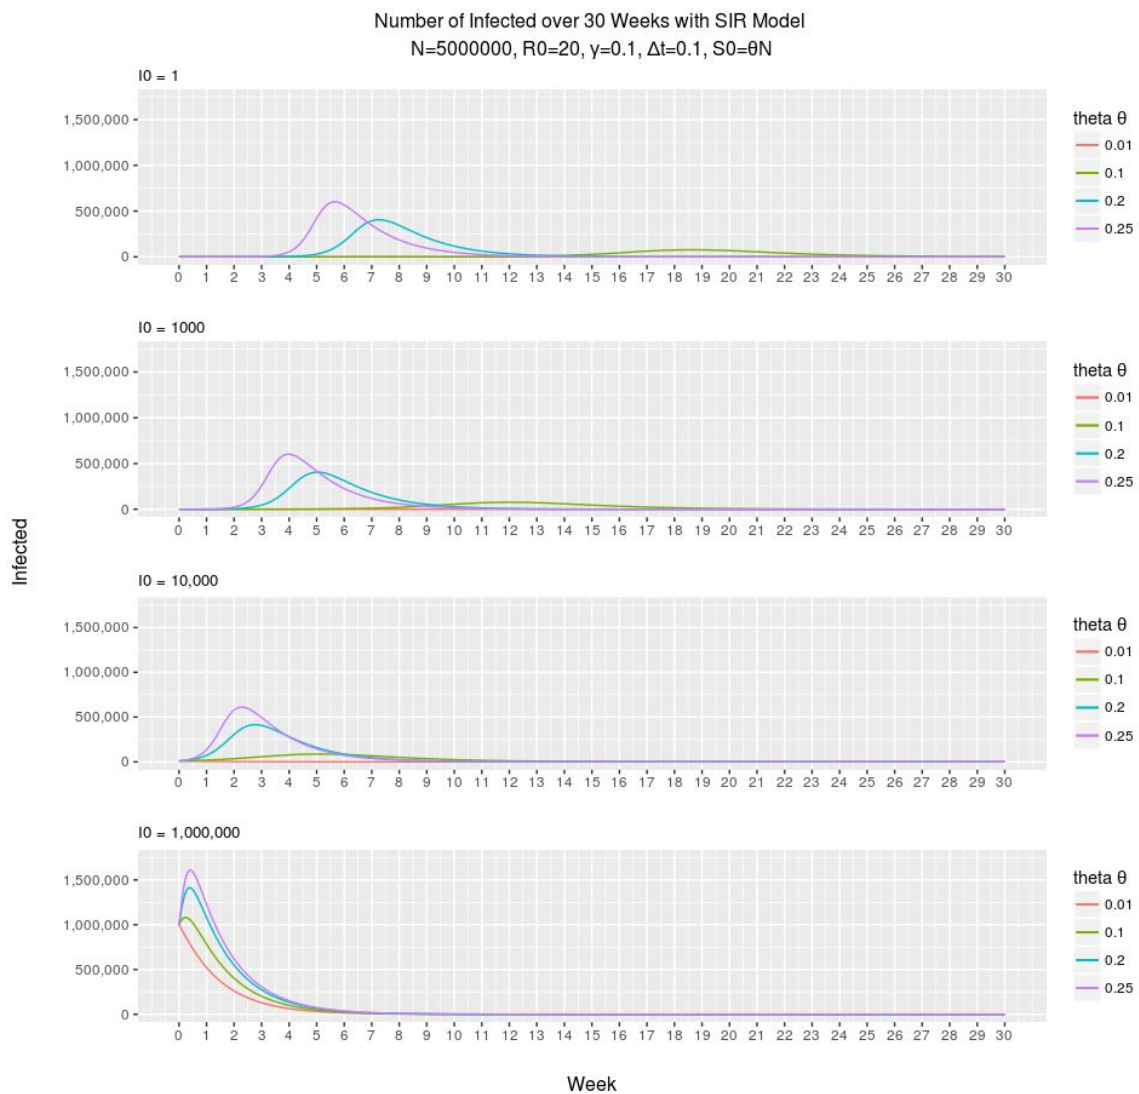 Number of Infected over 30 Weeks with SIR Model
N=5000000, R0=20, γ=0.1, Δt=0.1, S0=θN
I0 = 1
1,500,000
1,000,000
500,000
0
0 1 2 3 4 5 6 7 8 9 10 11 12 13 14 15 16 17 18 19 20 21 22 23 24 25 26 27 28 29 30
theta θ
0.01
0.1
0.2
0.25
I0 = 1000
1,500,000
1,000,000
500,000
0
0 1 2 3 4 5 6 7 8 9 10 11 12 13 14 15 16 17 18 19 20 21 22 23 24 25 26 27 28 29 30
theta θ
0.01
0.1
0.2
0.25
Infected
I0 = 10,000
1,500,000
1,000,000
500,000
0
0 1 2 3 4 5 6 7 8 9 10 11 12 13 14 15 16 17 18 19 20 21 22 23 24 25 26 27 28 29 30
theta θ
0.01
0.1
0.2
0.25
I0 = 1,000,000
1,500,000
1,000,000
500,000
0
0 1 2 3 4 5 6 7 8 9 10 11 12 13 14 15 16 17 18 19 20 21 22 23 24 25 26 27 28 29 30
theta θ
0.01
0.1
0.2
0.25
Week